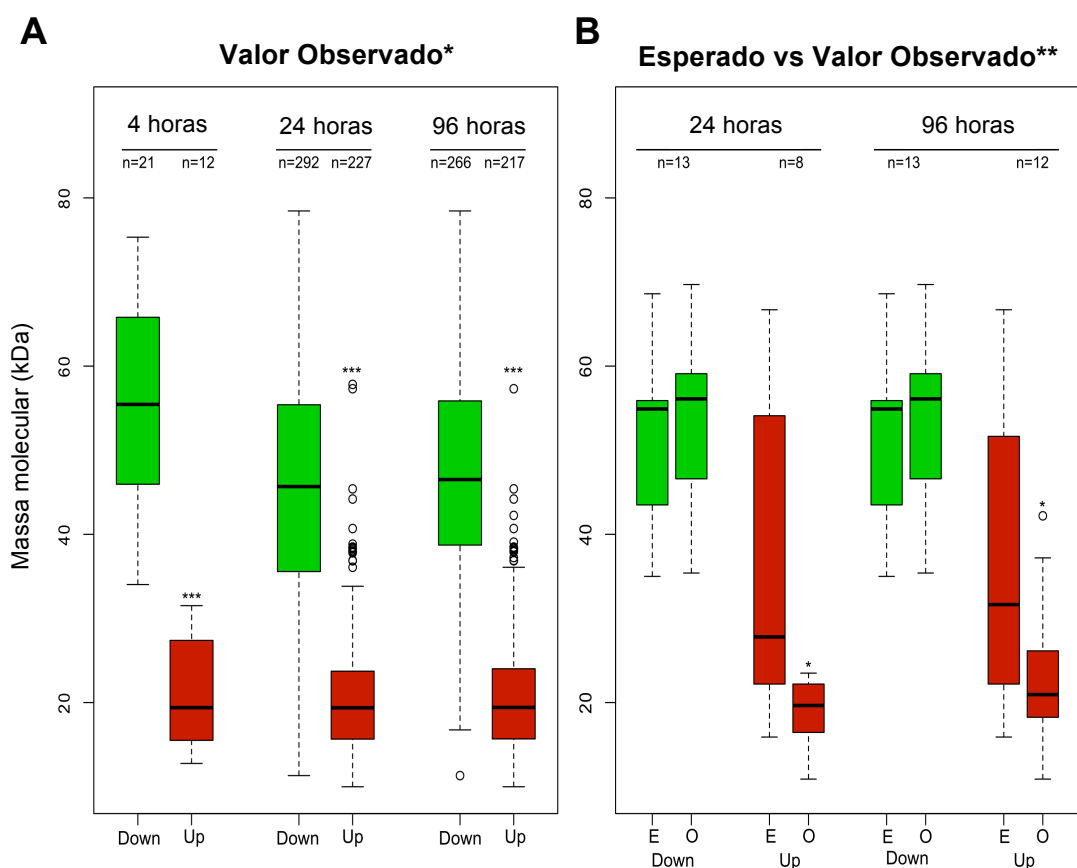 A
Valor Observado*
4 horas
24 horas
96 horas
n=21
n=12
n=292
n=227
n=266
n=217
Massa molecular (kDa)
80
60
40
20
***
***
***
Down
Up
Down
Up
Down
Up
B
Esperado vs Valor Observado**
24 horas
96 horas
n=13
n=8
n=13
n=12
80
60
40
20
*
*
E
O
E
O
E
O
E
O
Down
Up
Down
Up